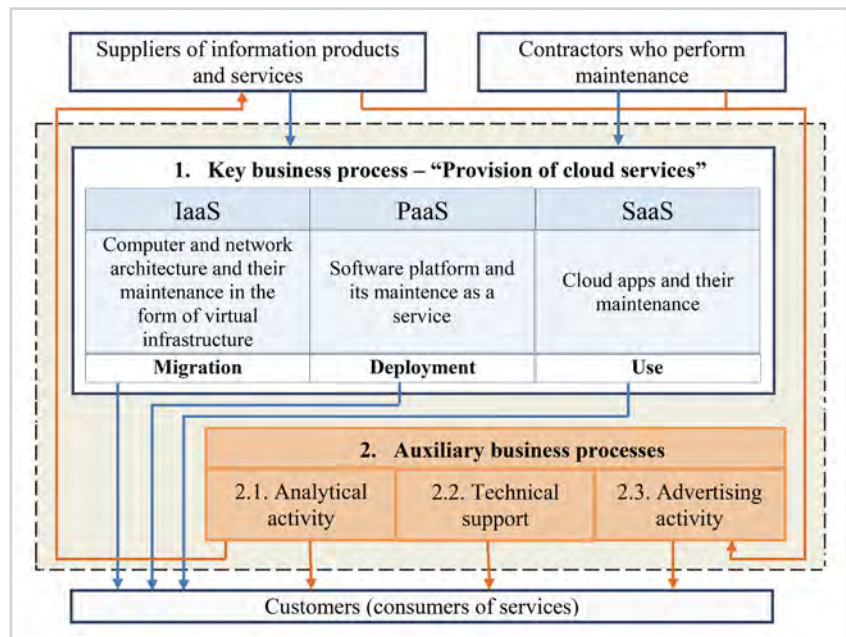 Suppliers of information products
and services
Contractors who perform
maintenance
1. Key business process – “Provision of cloud services”
IaaS
PaaS
SaaS
Computer and network
architecture and their
maintenance in the
form of virtual
infrastructure
Software platform and
its maintence as a
service
Cloud apps and their
maintenance
Migration
Deployment
Use
2. Auxiliary business processes
2.1. Analytical
activity
2.2. Technical
support
2.3. Advertising
activity
Customers (consumers of services)